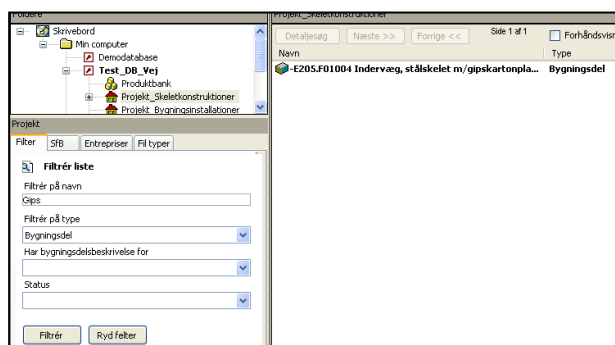 Foldere
Skrivebord
Min computer
Demodatabase
Test_DB_Vej
Produktbank
Projekt_Skeletkonstruktioner
Projekt_Bygningsinstallationer
Projekt
Filter SfB Entrepriser Fil typer
Filtrér liste
Filtrér på navn
Gips
Filtrér på type
Bygningsdel
Har bygningsdelsbeskrivelse for
Status
Filtrér Ryd felter
Projekt_Skeletkonstruktioner
Detaljesøg Næste >> Forrige << Side 1 af 1 Forhåndsvisn
Navn Type
-E205.F01004 Indervæg, stålskelet m/gipskartonpla... Bygningsdel